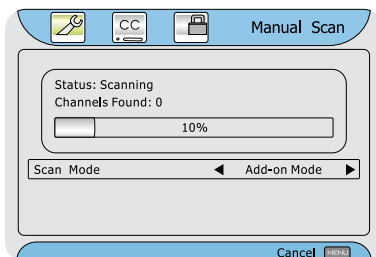 CC
Manual Scan
Status: Scanning
Channels Found: 0
10%
Scan Mode Add-on Mode
Cancel MENU